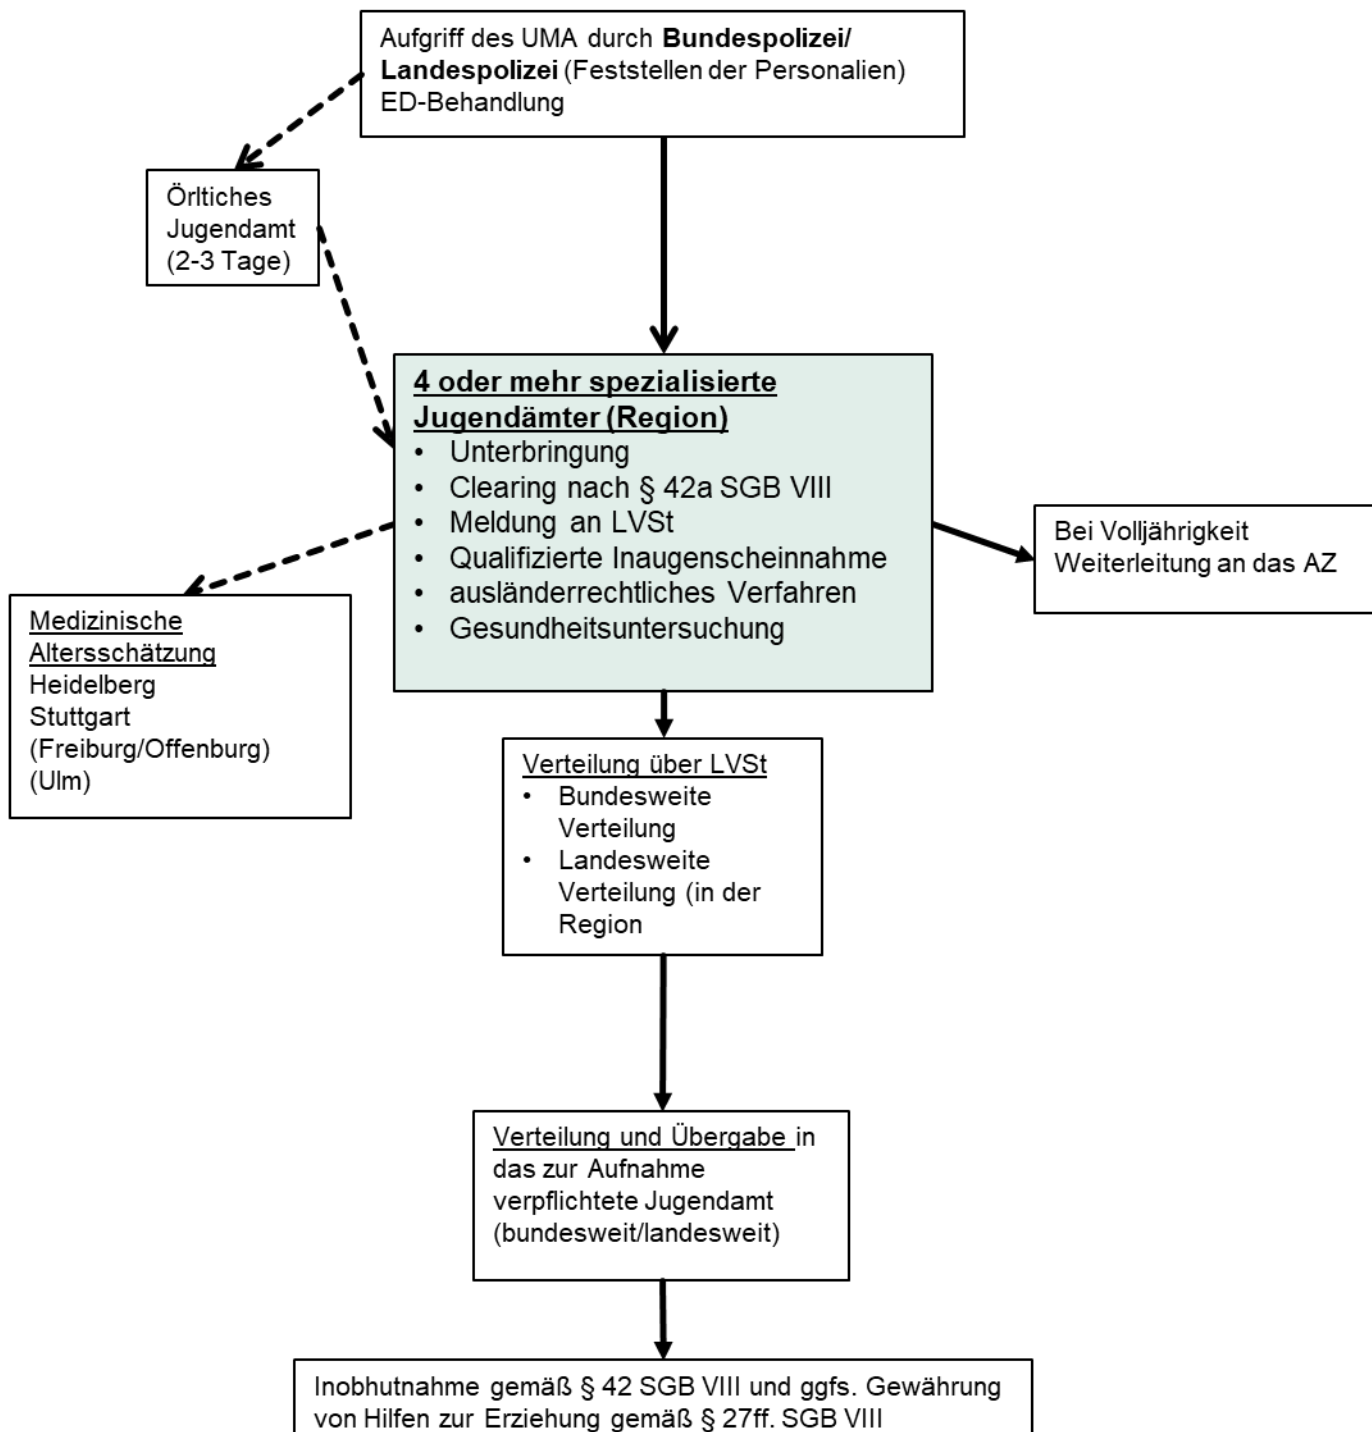 Aufgriff des UMA durch Bundespolizei/
Landespolizei (Feststellen der Personalien)
ED-Behandlung
Örltiches
Jugendamt
(2-3 Tage)
4 oder mehr spezialisierte
Jugendämter (Region)
• Unterbringung
• Clearing nach § 42a SGB VIII
• Meldung an LVSt
• Qualifizierte Inaugenscheinnahme
• ausländerrechtliches Verfahren
• Gesundheitsuntersuchung
Bei Volljährigkeit
Weiterleitung an das AZ
Medizinische
Altersschätzung
Heidelberg
Stuttgart
(Freiburg/Offenburg)
(Ulm)
Verteilung über LVSt
• Bundesweite
Verteilung
• Landesweite
Verteilung (in der
Region
Verteilung und Übergabe in
das zur Aufnahme
verpflichtete Jugendamt
(bundesweit/landesweit)
Inobhutnahme gemäß § 42 SGB VIII und ggfs. Gewährung
von Hilfen zur Erziehung gemäß § 27ff. SGB VIII